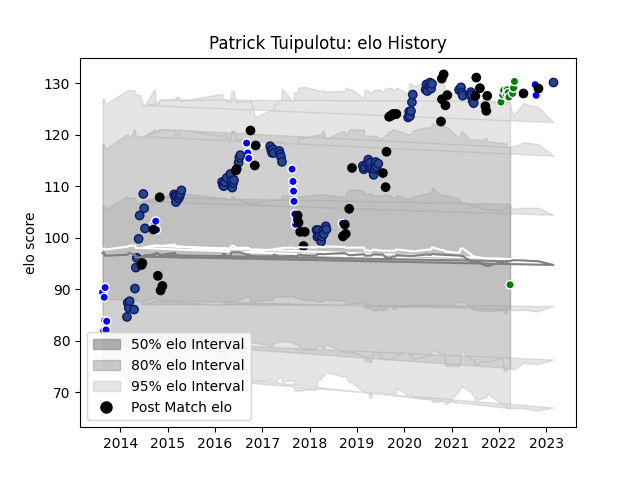 Patrick Tuipulotu: elo History
elo score
130
120
110
100
90
80
70
50% elo Interval
80% elo Interval
95% elo Interval
Post Match elo
2014 2015 2016 2017 2018 2019 2020 2021 2022 2023